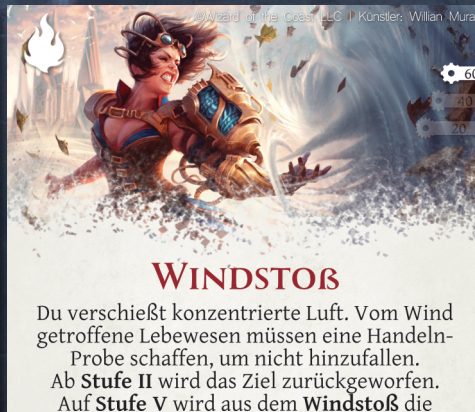 ©Wizard of the Coast LLC | Künstler: Willian Mura
60
40
20
Windstoß
Du verschießt konzentrierte Luft. Vom Wind
getroffene Lebewesen müssen eine Handeln-
Probe schaffen, um nicht hinzufallen.
Ab Stufe II wird das Ziel zurückgeworfen.
Auf Stufe V wird aus dem Windstoß die